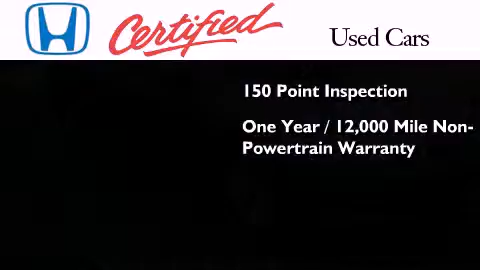 Certified Used Cars
150 Point Inspection
One Year / 12,000 Mile Non-
Powertrain Warranty